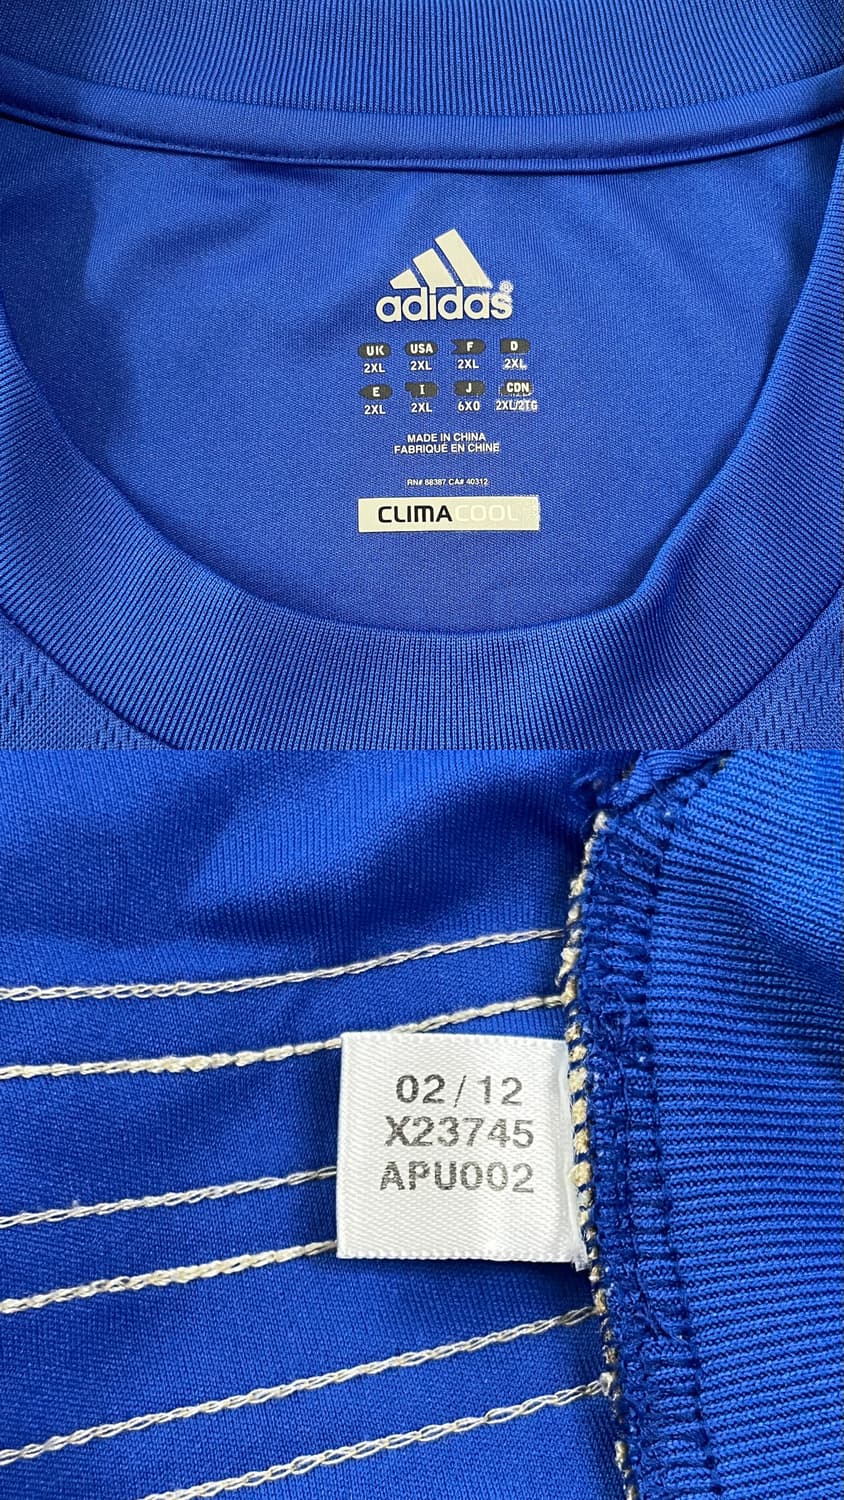 adidas®
UK USA F D
2XL 2XL 2XL 2XL
E I J CDN
2XL 2XL 6XO 2XL/2TG
MADE IN CHINA
FABRIQUÉ EN CHINE
RN# 88387 CA# 40312
CLIMACOOL
02/12
X23745
APU002